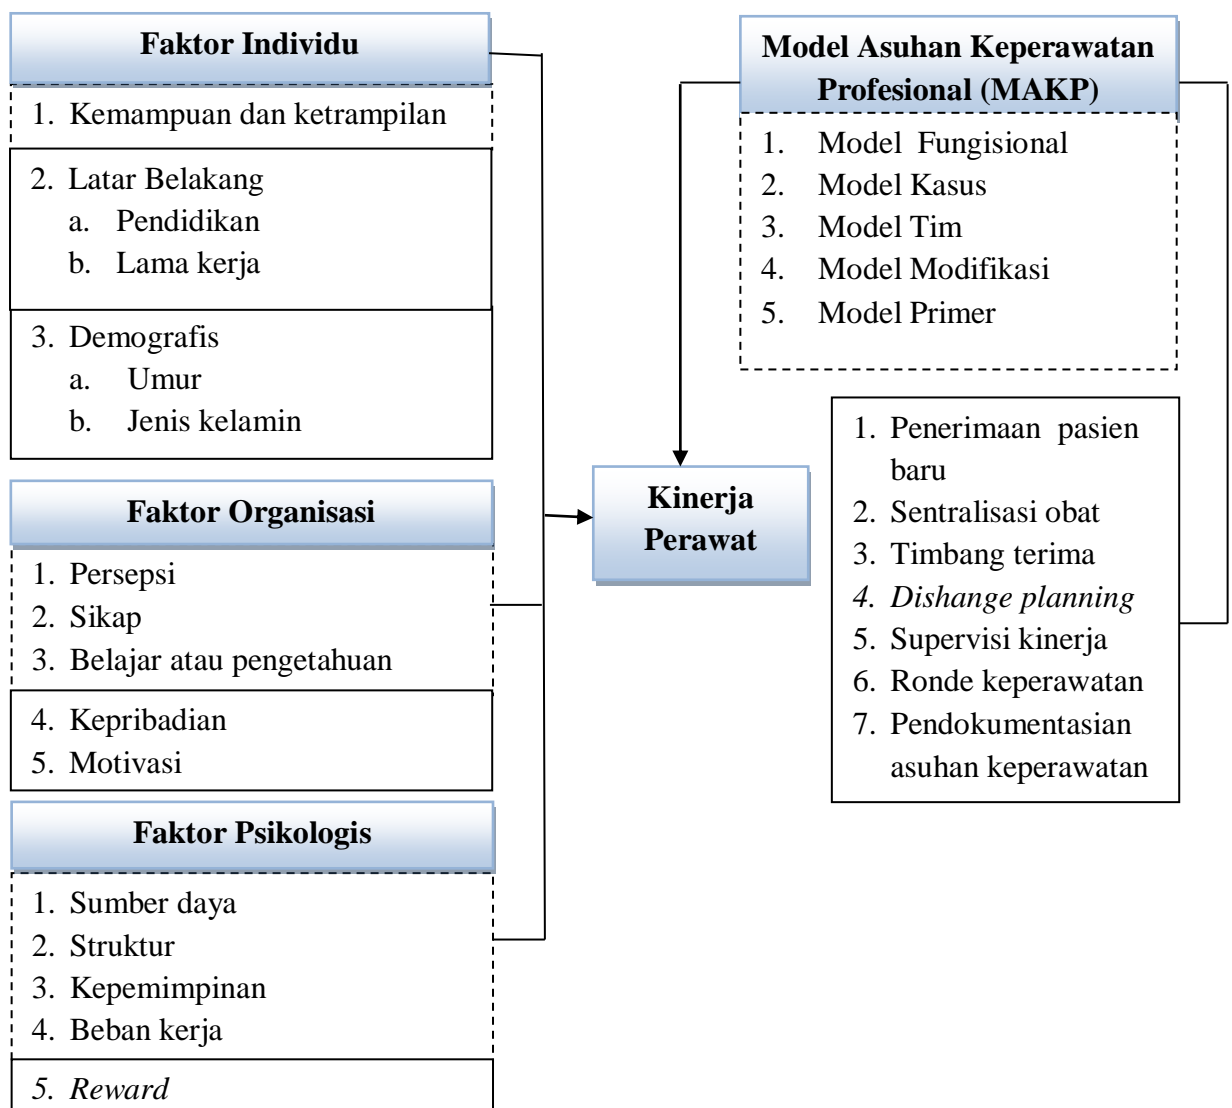 Faktor Individu
1. Kemampuan dan ketrampilan
2. Latar Belakang
a. Pendidikan
b. Lama kerja
3. Demografis
a. Umur
b. Jenis kelamin
Faktor Organisasi
1. Persepsi
2. Sikap
3. Belajar atau pengetahuan
4. Kepribadian
5. Motivasi
Faktor Psikologis
1. Sumber daya
2. Struktur
3. Kepemimpinan
4. Beban kerja
5. Reward
Kinerja
Perawat
Model Asuhan Keperawatan
Profesional (MAKP)
1. Model Fungisional
2. Model Kasus
3. Model Tim
4. Model Modifikasi
5. Model Primer
1. Penerimaan pasien
baru
2. Sentralisasi obat
3. Timbang terima
4. Dishange planning
5. Supervisi kinerja
6. Ronde keperawatan
7. Pendokumentasian
asuhan keperawatan